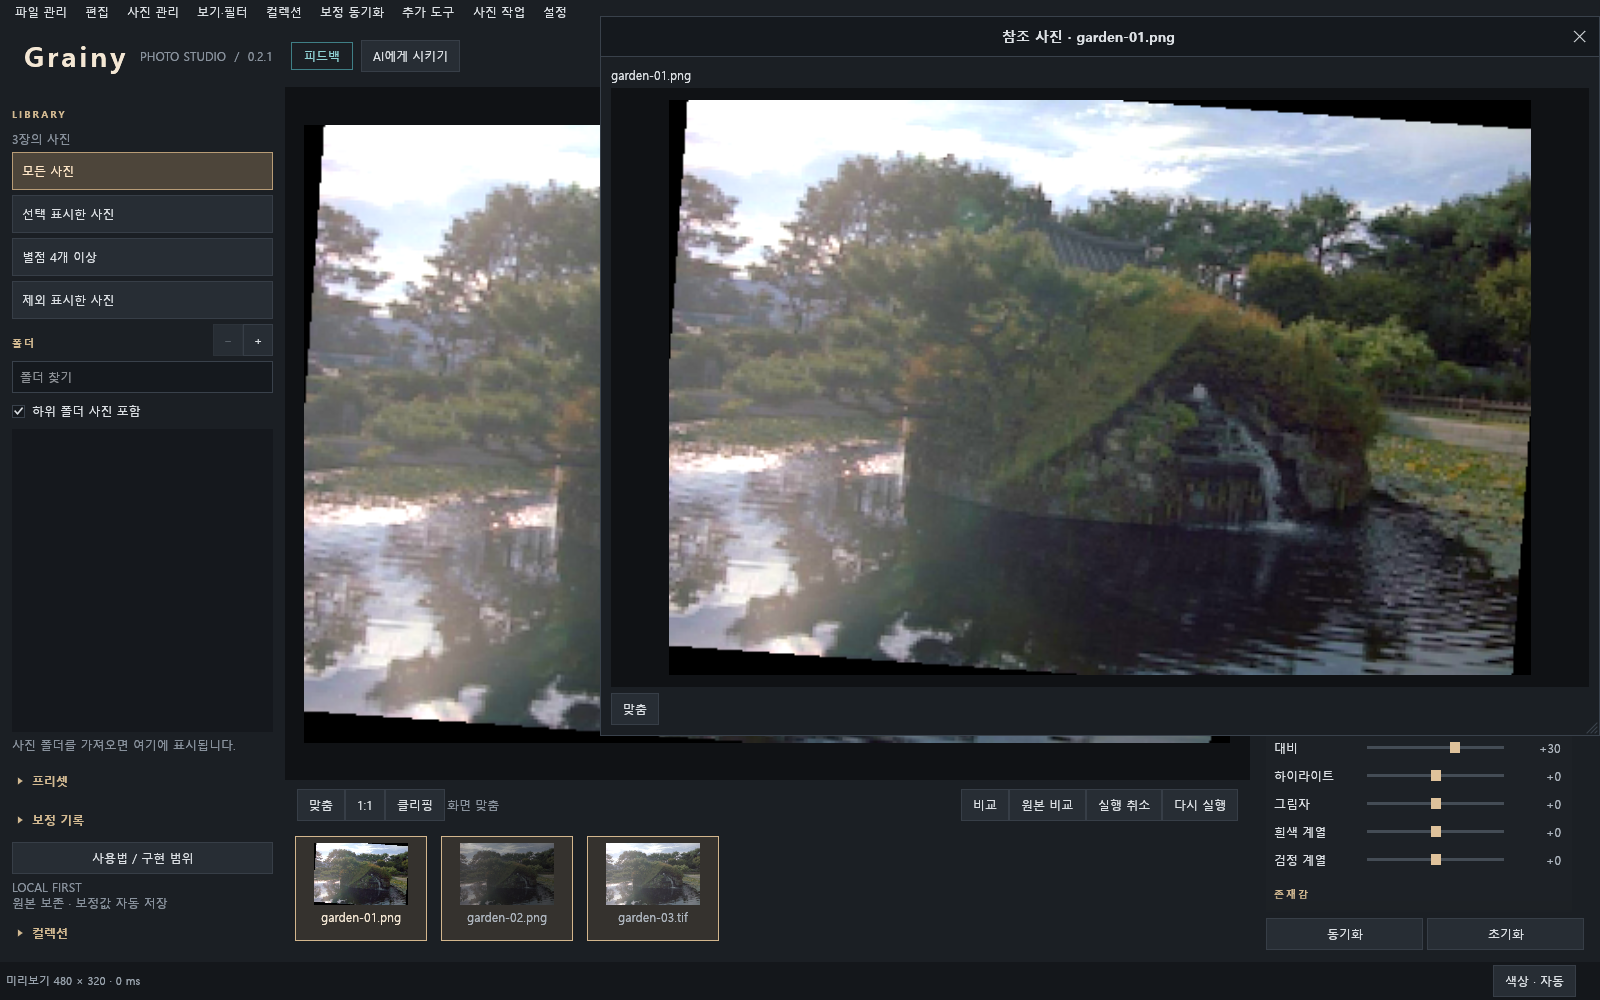 파일 관리 편집 사진 관리 보기·필터 컬렉션 보정 동기화 추가 도구 사진 작업 설정
Grainy PHOTO STUDIO / 0.2.1 피드백 AI에게 시키기
참조 사진 · garden-01.png
garden-01.png
LIBRARY
3장의 사진
모든 사진
선택 표시한 사진
별점 4개 이상
제외 표시한 사진
폴더 − +
폴더 찾기
하위 폴더 사진 포함
사진 폴더를 가져오면 여기에 표시됩니다.
프리셋
보정 기록
사용법 / 구현 범위
LOCAL FIRST
원본 보존 · 보정값 자동 저장
컬렉션
맞춤
맞춤 1:1 클리핑 화면 맞춤 비교 원본 비교 실행 취소 다시 실행
garden-01.png garden-02.png garden-03.tif
대비 +30
하이라이트 +0
그림자 +0
흰색 계열 +0
검정 계열 +0
존재감
동기화 초기화
미리보기 480 × 320 · 0 ms 색상 · 자동